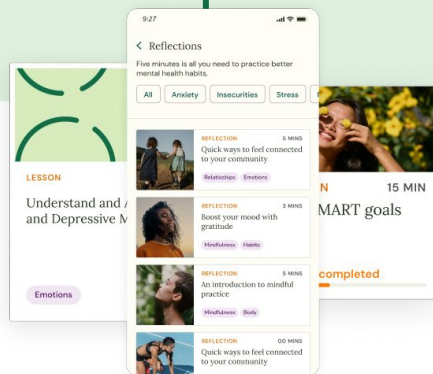 9:27
Reflections
Five minutes is all you need to practice better
mental health habits.
All
Anxiety
Insecurities
Stress
REFLECTION
5 MINS
Quick ways to feel connected
to your community
Relatioships
Emotions
REFLECTION
3 MINS
Boost your mood with
gratitude
Mindfulness
Habits
REFLECTION
5 MINS
An introduction to mindful
practice
Mindfulness
Body
REFLECTION
00 MINS
Quick ways to feel connected
to your community
LESSON
Understand and A
and Depressive M
Emotions
N
15 MIN
MART goals
completed